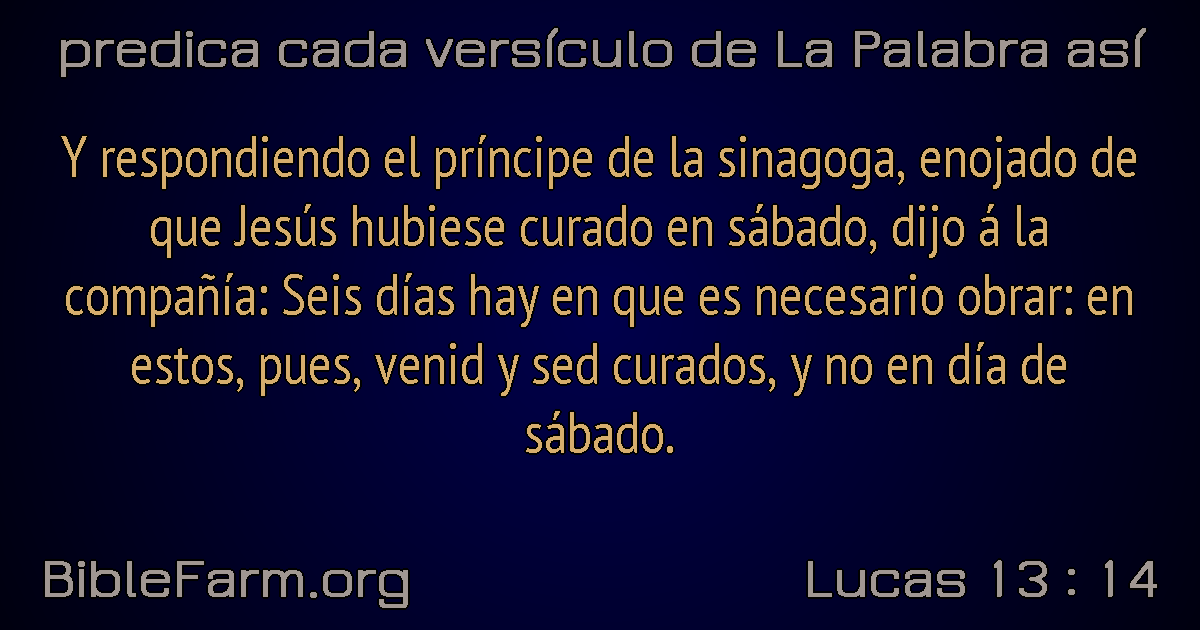 predica cada versículo de La Palabra así
Y respondiendo el príncipe de la sinagoga, enojado de
que Jesús hubiese curado en sábado, dijo á la
compañía: Seis días hay en que es necesario obrar: en
estos, pues, venid y sed curados, y no en día de
sábado.
BibleFarm.org
Lucas 13 : 14